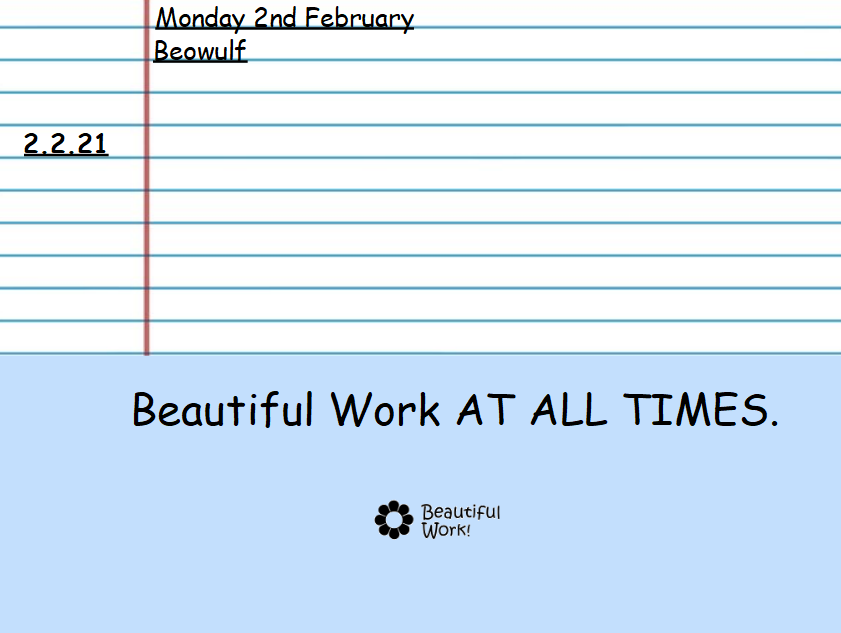 Monday 2nd February
Beowulf
2.2.21
Beautiful Work AT ALL TIMES.
Beautiful
Work!